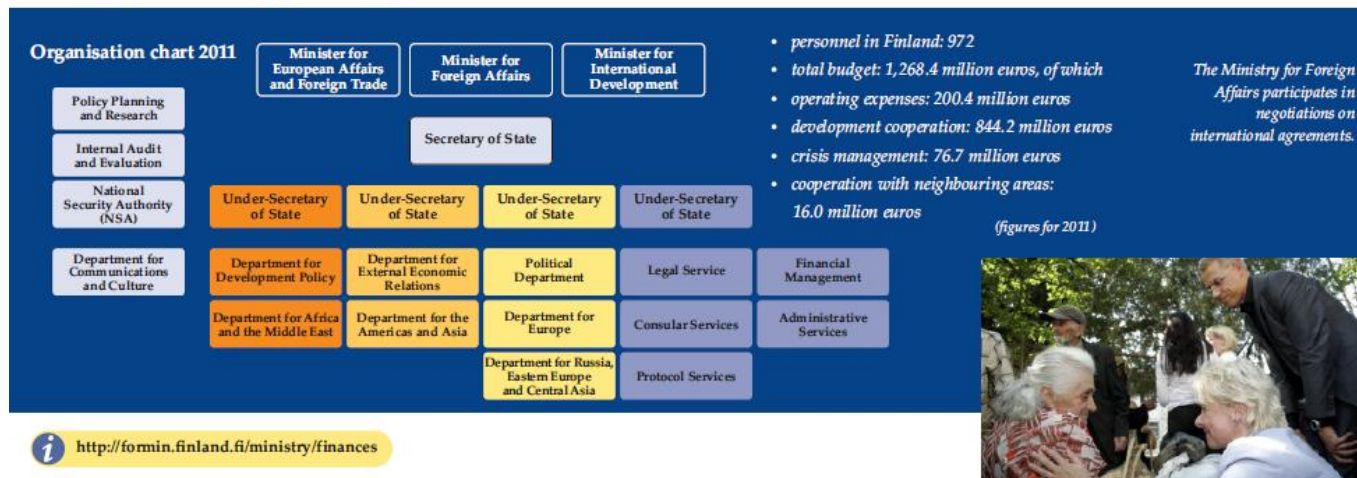 Organisation chart 2011
Minister for
European Affairs
and Foreign Trade
Minister for
Foreign Affairs
Minister for
International
Development
Secretary of State
Policy Planning
and Research
Internal Audit
and Evaluation
National
Security Authority
(NSA)
Department for
Communications
and Culture
Under-Secretary
of State
Under-Secretary
of State
Under-Secretary
of State
Under-Secretary
of State
Department for
Development Policy
Department for
External Economic
Relations
Political
Department
Legal Service
Financial
Management
Department for Africa
and the Middle East
Department for the
Americas and Asia
Department for
Europe
Consular Services
Administrative
Services
Department for Russia,
Eastern Europe
and Central Asia
Protocol Services
• personnel in Finland: 972
• total budget: 1,268.4 million euros, of which
• operating expenses: 200.4 million euros
• development cooperation: 844.2 million euros
• crisis management: 76.7 million euros
• cooperation with neighbouring areas:
16.0 million euros
(figures for 2011)
The Ministry for Foreign
Affairs participates in
negotiations on
international agreements.
i
http://formin.finland.fi/ministry/finances